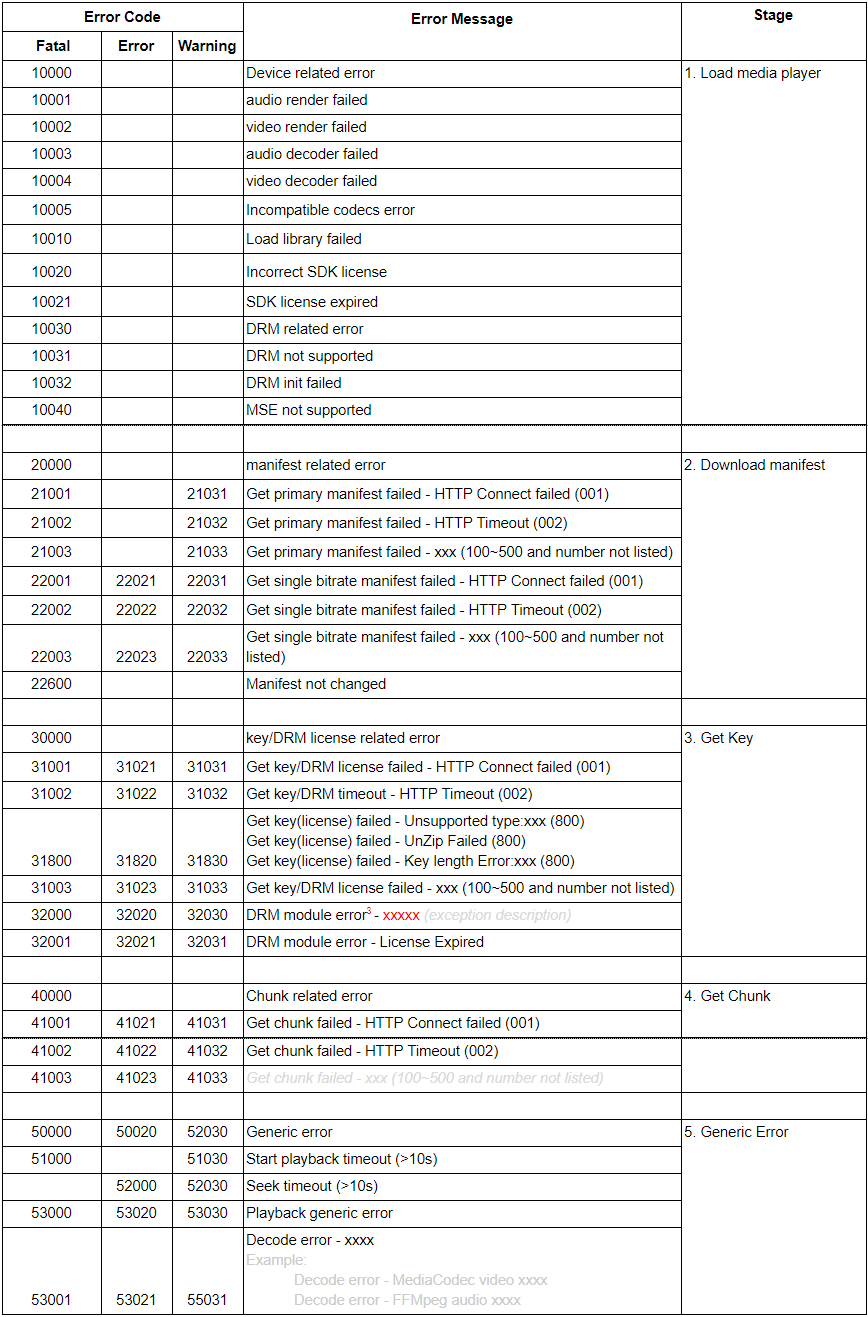 Error Code Error Message Stage
Fatal Error Warning
10000 Device related error 1. Load media player
10001 audio render failed
10002 video render failed
10003 audio decoder failed
10004 video decoder failed
10005 Incompatible codecs error
10010 Load library failed
10020 Incorrect SDK license
10021 SDK license expired
10030 DRM related error
10031 DRM not supported
10032 DRM init failed
10040 MSE not supported
20000 manifest related error 2. Download manifest
21001 21031 Get primary manifest failed - HTTP Connect failed (001)
21002 21032 Get primary manifest failed - HTTP Timeout (002)
21003 21033 Get primary manifest failed - xxx (100~500 and number not listed)
22001 22021 22031 Get single bitrate manifest failed - HTTP Connect failed (001)
22002 22022 22032 Get single bitrate manifest failed - HTTP Timeout (002)
Get single bitrate manifest failed - xxx (100~500 and number not
22003 22023 22033 listed)
22600 Manifest not changed
30000 key/DRM license related error 3. Get Key
31001 31021 31031 Get key/DRM license failed - HTTP Connect failed (001)
31002 31022 31032 Get key/DRM timeout - HTTP Timeout (002)
Get key(license) failed - Unsupported type:xxx (800)
Get key(license) failed - UnZip Failed (800)
31800 31820 31830 Get key(license) failed - Key length Error:xxx (800)
31003 31023 31033 Get key/DRM license failed - xxx (100~500 and number not listed)
32000 32020 32030 DRM module error3 - xxxxx (exception description)
32001 32021 32031 DRM module error - License Expired
40000 Chunk related error 4. Get Chunk
41001 41021 41031 Get chunk failed - HTTP Connect failed (001)
41002 41022 41032 Get chunk failed - HTTP Timeout (002)
41003 41023 41033 Get chunk failed - xxx (100~500 and number not listed)
50000 50020 52030 Generic error 5. Generic Error
51000 51030 Start playback timeout (>10s)
52000 52030 Seek timeout (>10s)
53000 53020 53030 Playback generic error
Decode error - xxxx
Example:
Decode error - MediaCodec video xxxx
53001 53021 55031 Decode error - FFMpeg audio xxxx